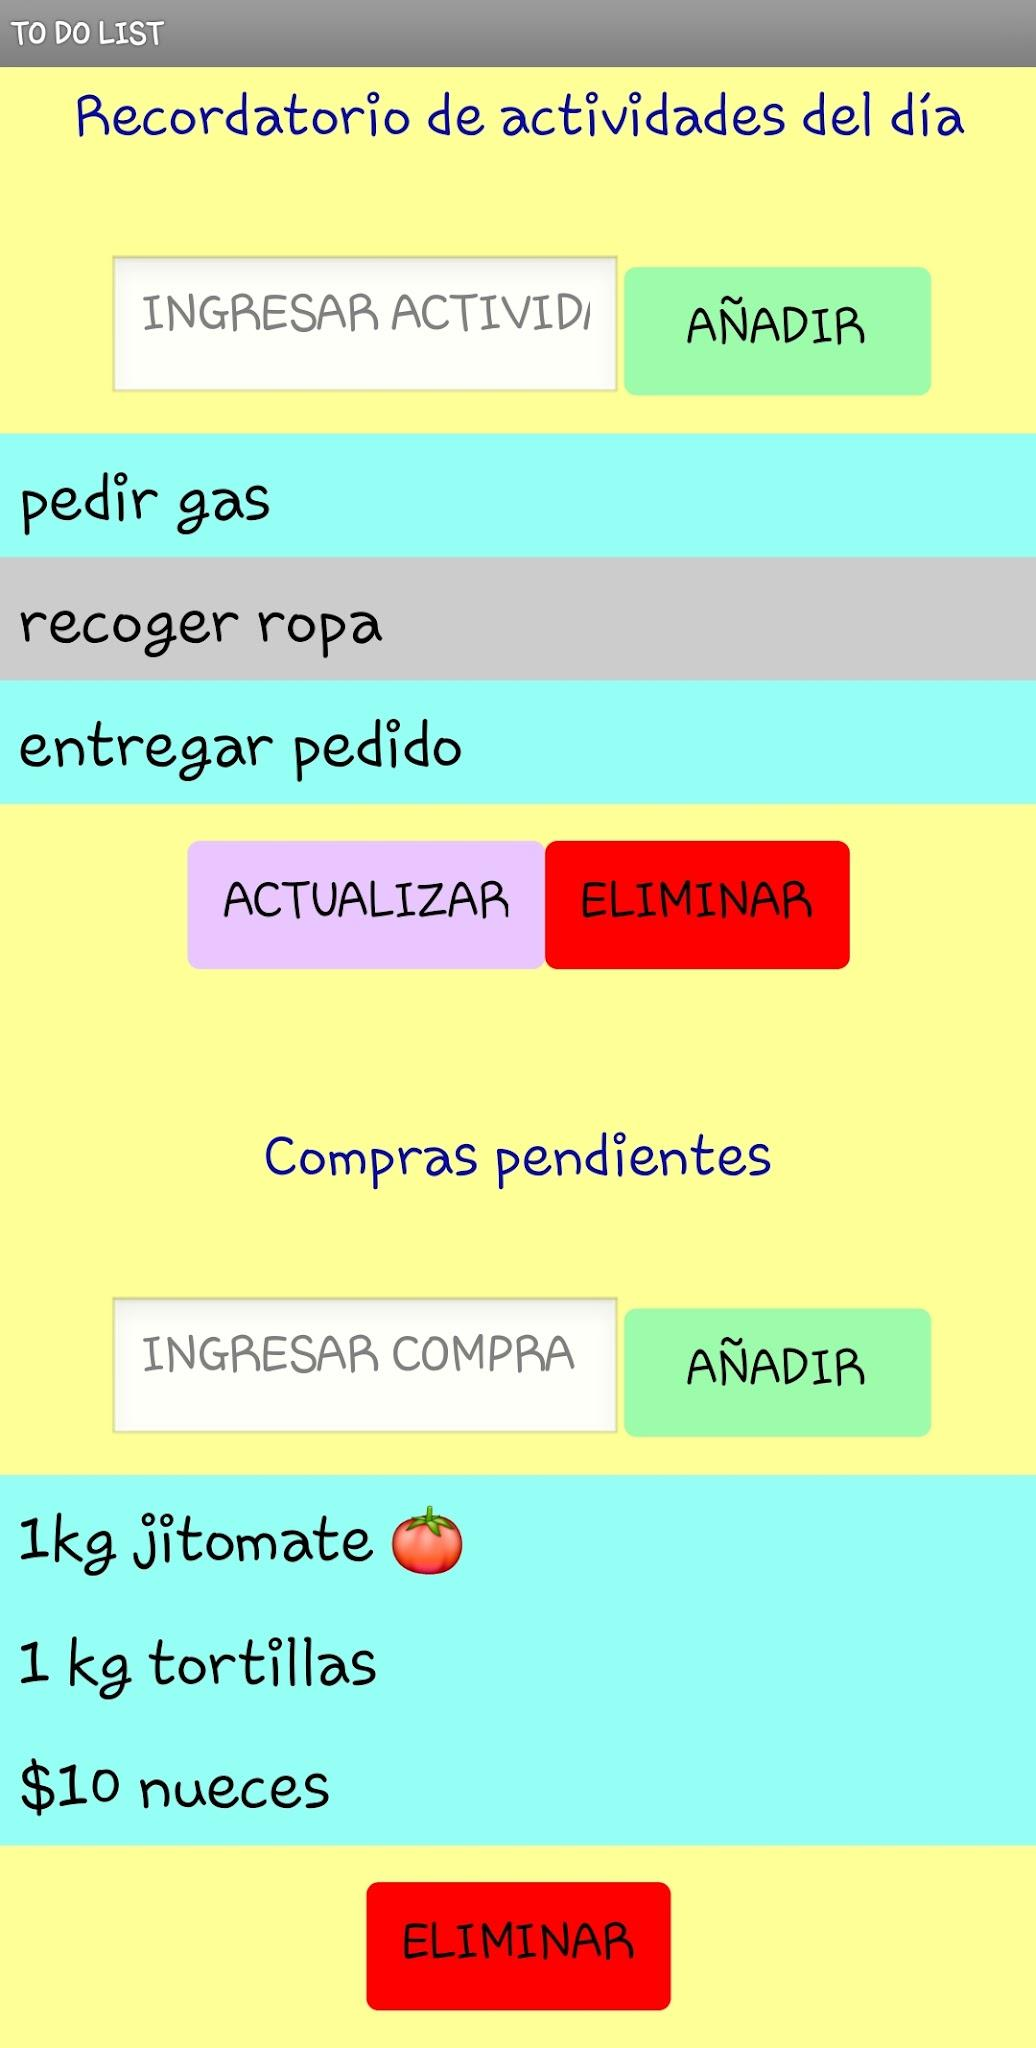 TO DO LIST
Recordatorio de actividades del día
INGRESAR ACTIVID
AÑADIR
pedir gas
recoger ropa
entregar pedido
ACTUALIZAR ELIMINAR
Compras pendientes
INGRESAR COMPRA
AÑADIR
1kg jitomate 🍅
1 kg tortillas
$10 nueces
ELIMINAR